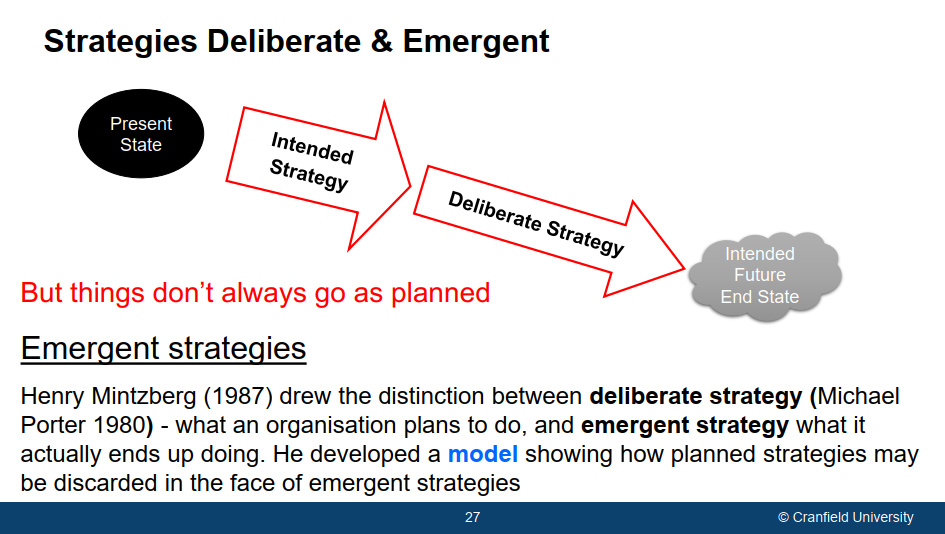 Strategies Deliberate & Emergent
Present
State
Intended
Strategy
Deliberate Strategy
Intended
Future
End State
But things don’t always go as planned
Emergent strategies
Henry Mintzberg (1987) drew the distinction between deliberate strategy (Michael
Porter 1980) - what an organisation plans to do, and emergent strategy what it
actually ends up doing. He developed a model showing how planned strategies may
be discarded in the face of emergent strategies
27
© Cranfield University